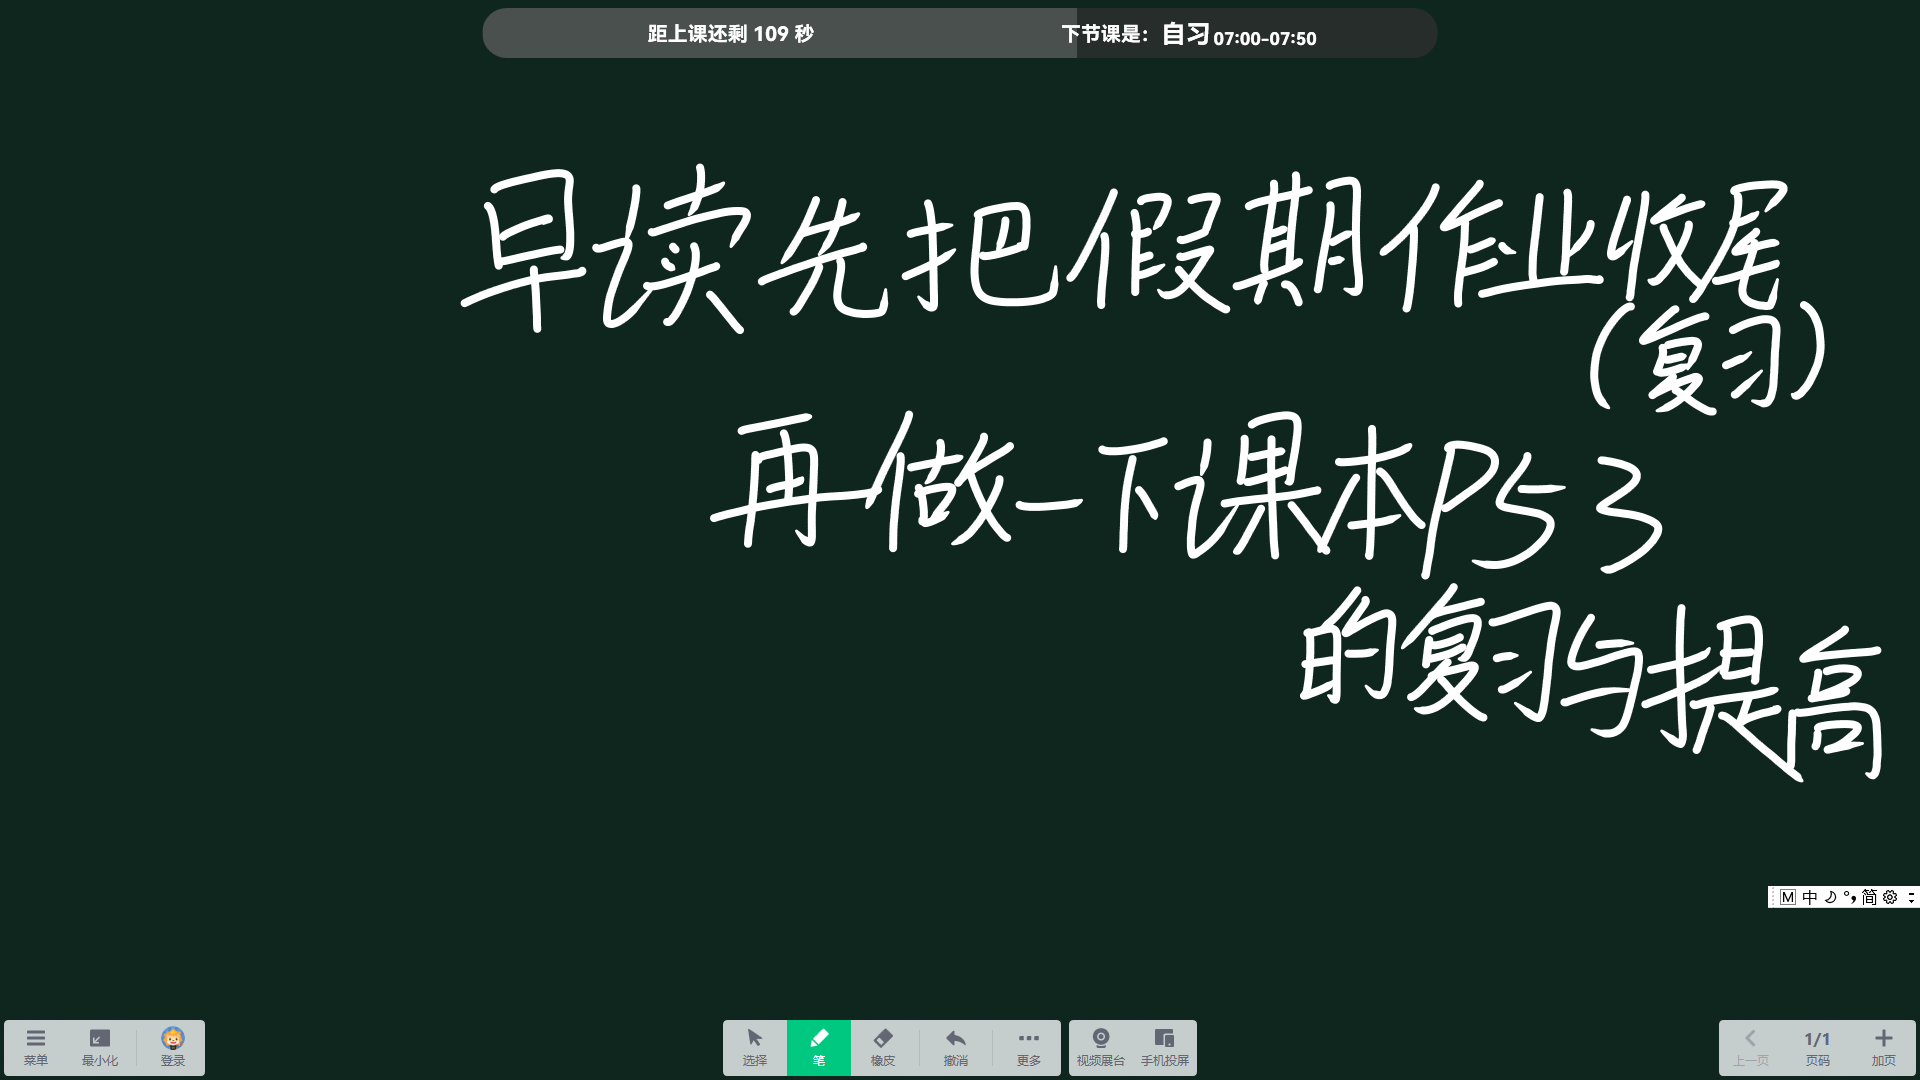 距上课还剩 109 秒 下节课是: 自习 07:00-07:50
早读先把假期作业收尾
(复习)
再做一下课本P53
的复习与提高
M 中 简
菜单 最小化 登录 选择 笔 橡皮 撤消 更多 视频展台 手机投屏 上一页 1/1 页码 加页